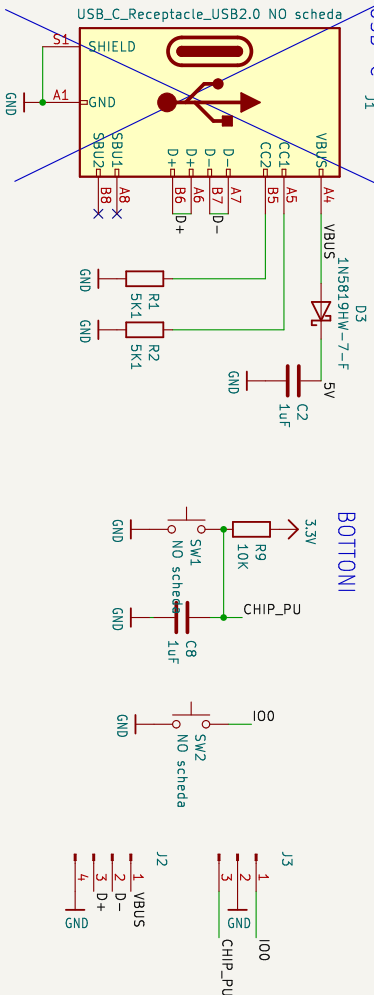 USB_C_Receptacle_USB2.0 NO scheda
J1
S1
SHIELD
A1
GND
GND
SBU2
SBU1
D+
D+
D-
D-
CC2
CC1
VBUS
B8
A8
B6
A6
B7
A7
B5
A5
A4
D+
D-
VBUS
GND
R1
5K1
GND
R2
5K1
D3
1N5819HW-7-F
5V
GND
C2
1uF
BOTTONI
3.3V
R9
10K
GND
SW1
NO scheda
CHIP_PU
GND
C8
1uF
IO0
GND
SW2
NO scheda
J2
1
2
3
4
VBUS
D-
D+
GND
J3
1
2
3
IO0
GND
CHIP_PU